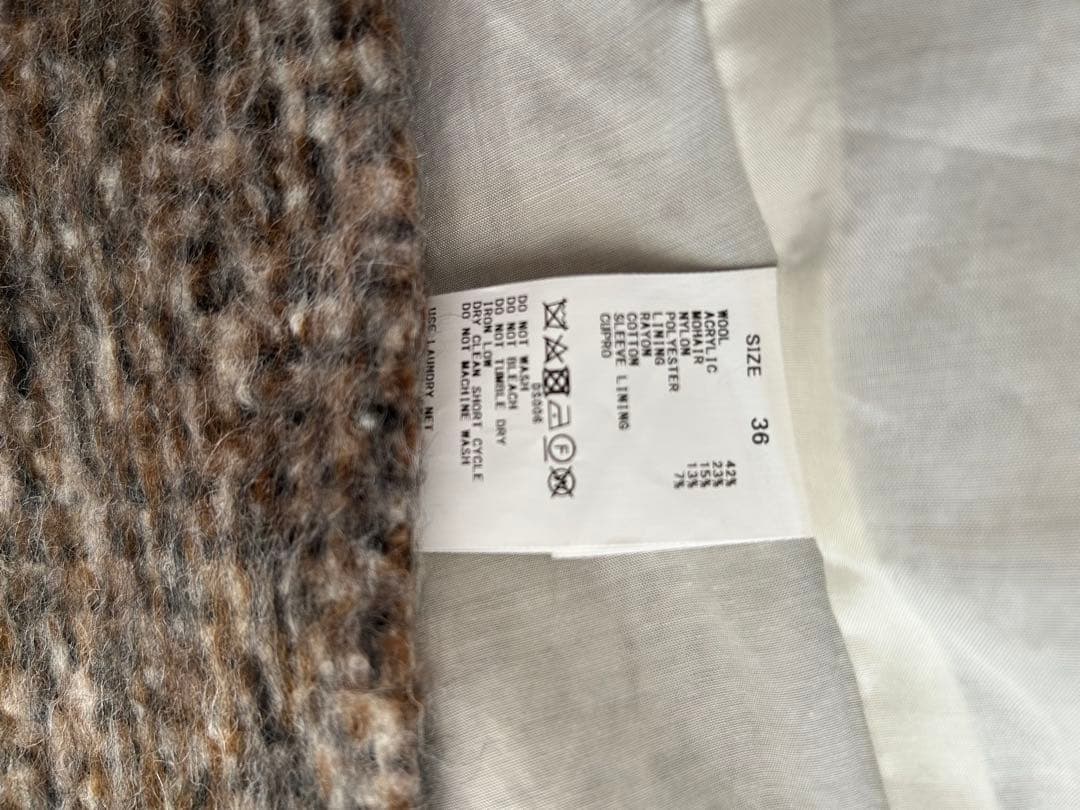 SIZE 36
WOOL 42%
ACRYLIC 23%
MOHAIR 15%
NYLON 13%
POLYESTER 7%
LINING
RAYON
COTTON
SLEEVE LINING
CUPRO
F
DS006
DO NOT WASH
DO NOT BLEACH
DO NOT TUMBLE DRY
IRON LOW
DRY CLEAN SHORT CYCLE
DO NOT MACHINE WASH
USE LAUNDRY NET